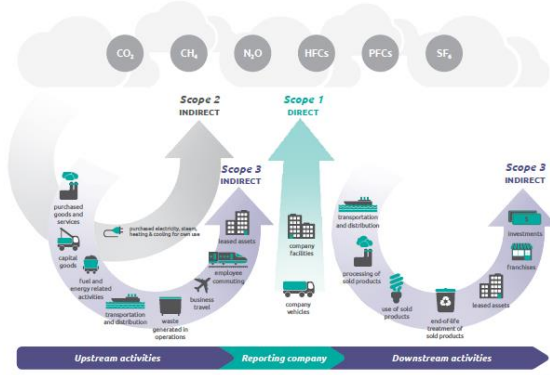 CO₂
CH₄
N₂O
HFCs
PFCs
SF₆
Scope 2
INDIRECT
Scope 1
DIRECT
Scope 3
INDIRECT
Scope 3
INDIRECT
purchased
goods and
services
capital
goods
fuel and
energy related
activities
transportation
and distribution
waste
generated in
operations
business
travel
employee
commuting
leased assets
purchased electricity, steam,
heating & cooling for own use
company
facilities
company
vehicles
transportation
and distribution
processing of
sold products
use of sold
products
end-of-life
treatment of
sold products
leased assets
franchises
investments
Upstream activities
Reporting company
Downstream activities